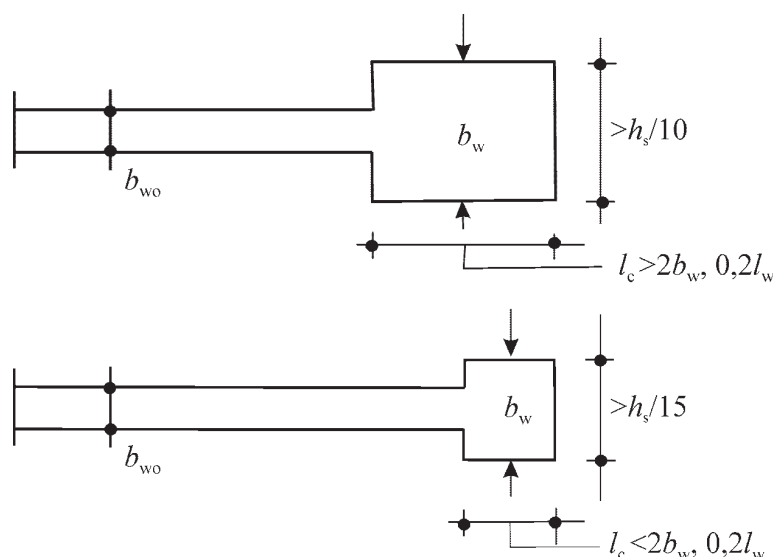 b_w
>h_s/10
b_wo
l_c>2b_w, 0,2l_w
b_w
>h_s/15
b_wo
l_c<2b_w, 0,2l_w